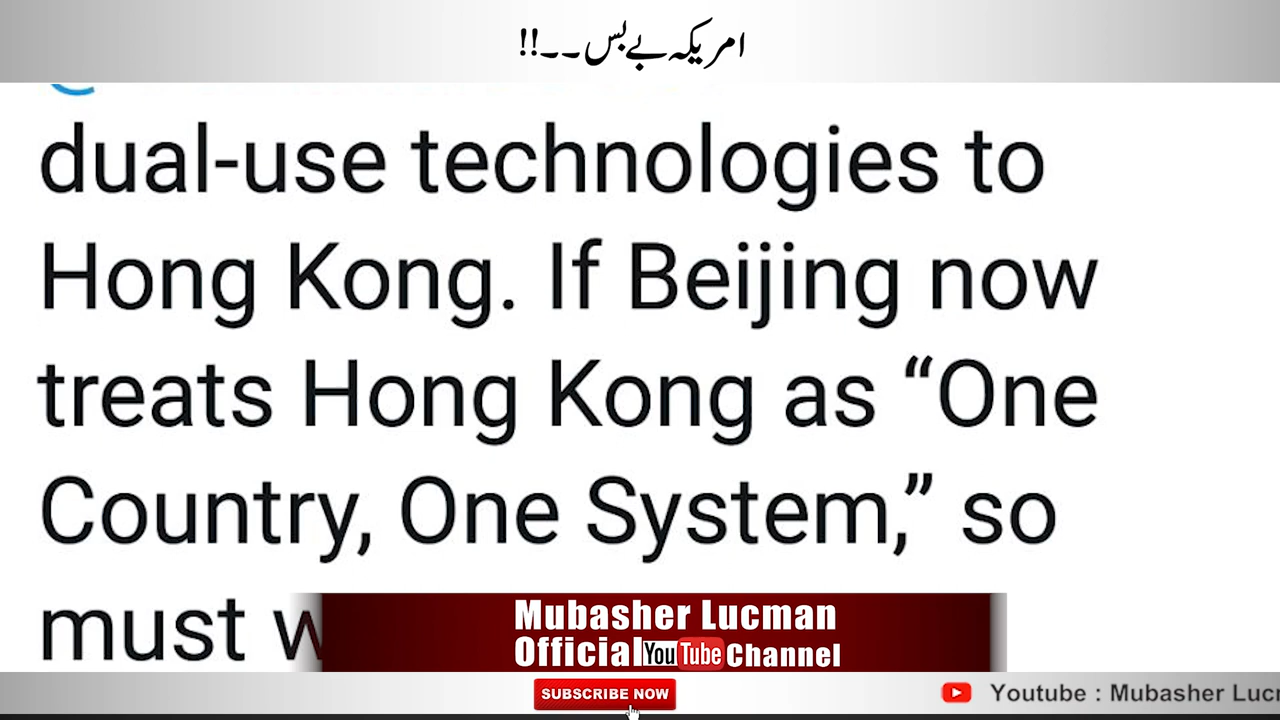 امریکہ بے بس۔۔!!
dual-use technologies to
Hong Kong. If Beijing now
treats Hong Kong as “One
Country, One System,” so
must
Mubasher Lucman
Official YouTube Channel
SUBSCRIBE NOW
Youtube : Mubasher